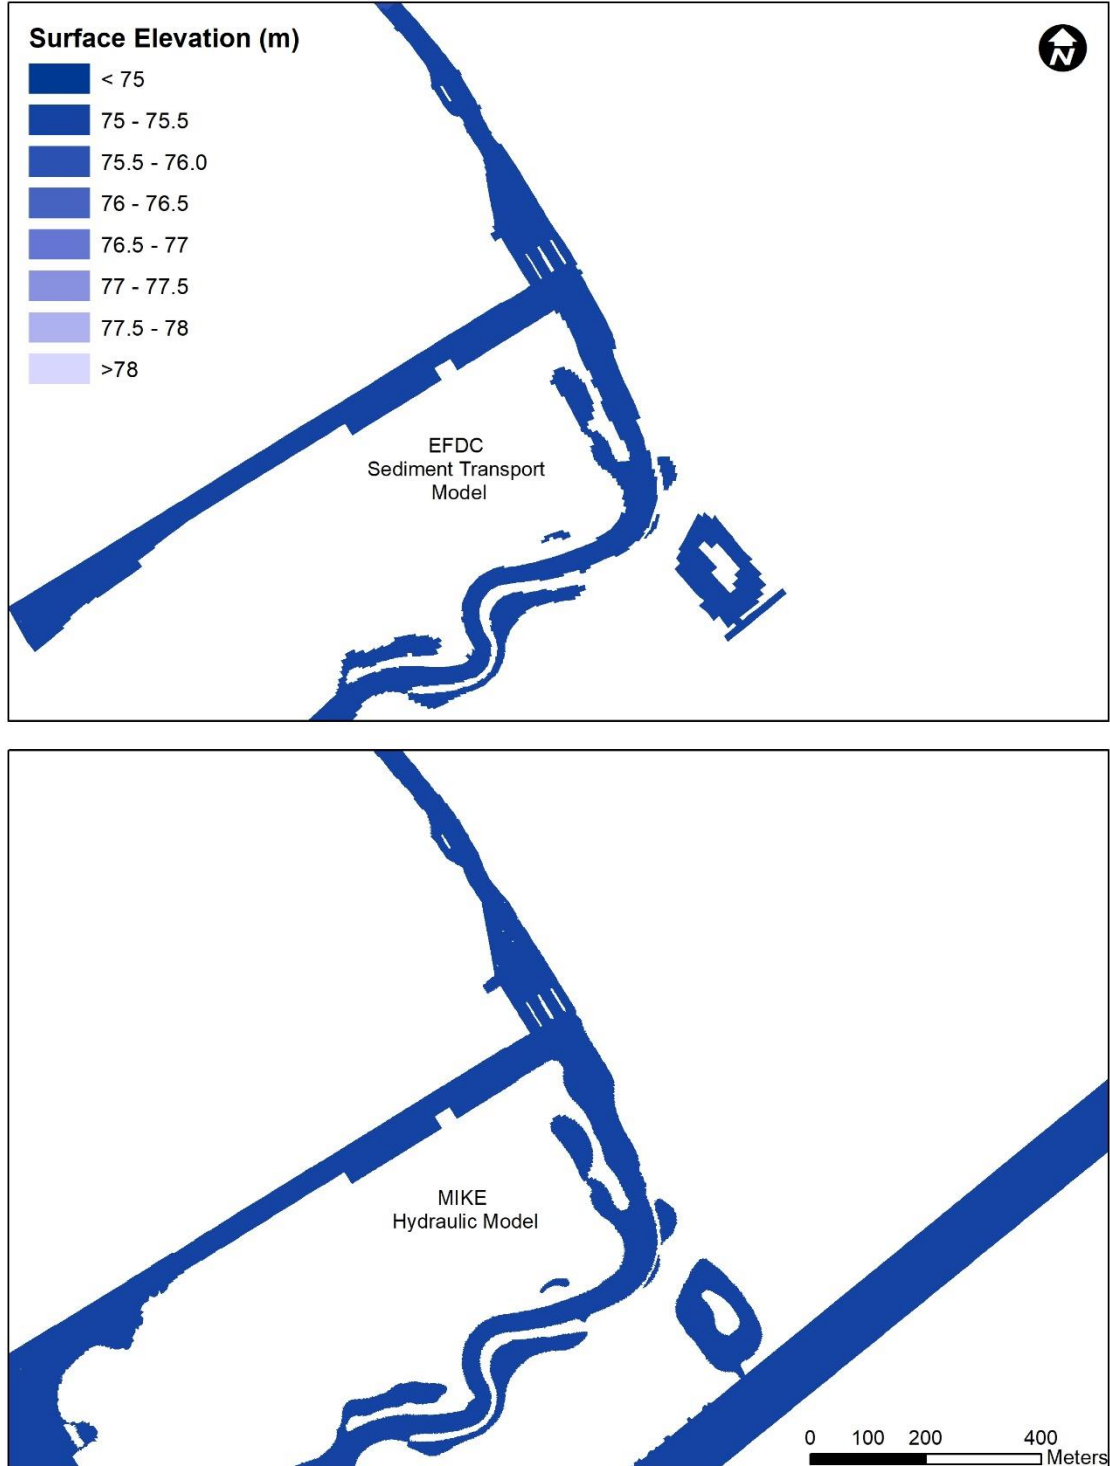 Surface Elevation (m)
< 75
75 - 75.5
75.5 - 76.0
76 - 76.5
76.5 - 77
77 - 77.5
77.5 - 78
>78
N
EFDC
Sediment Transport
Model
MIKE
Hydraulic Model
0 100 200 400
Meters